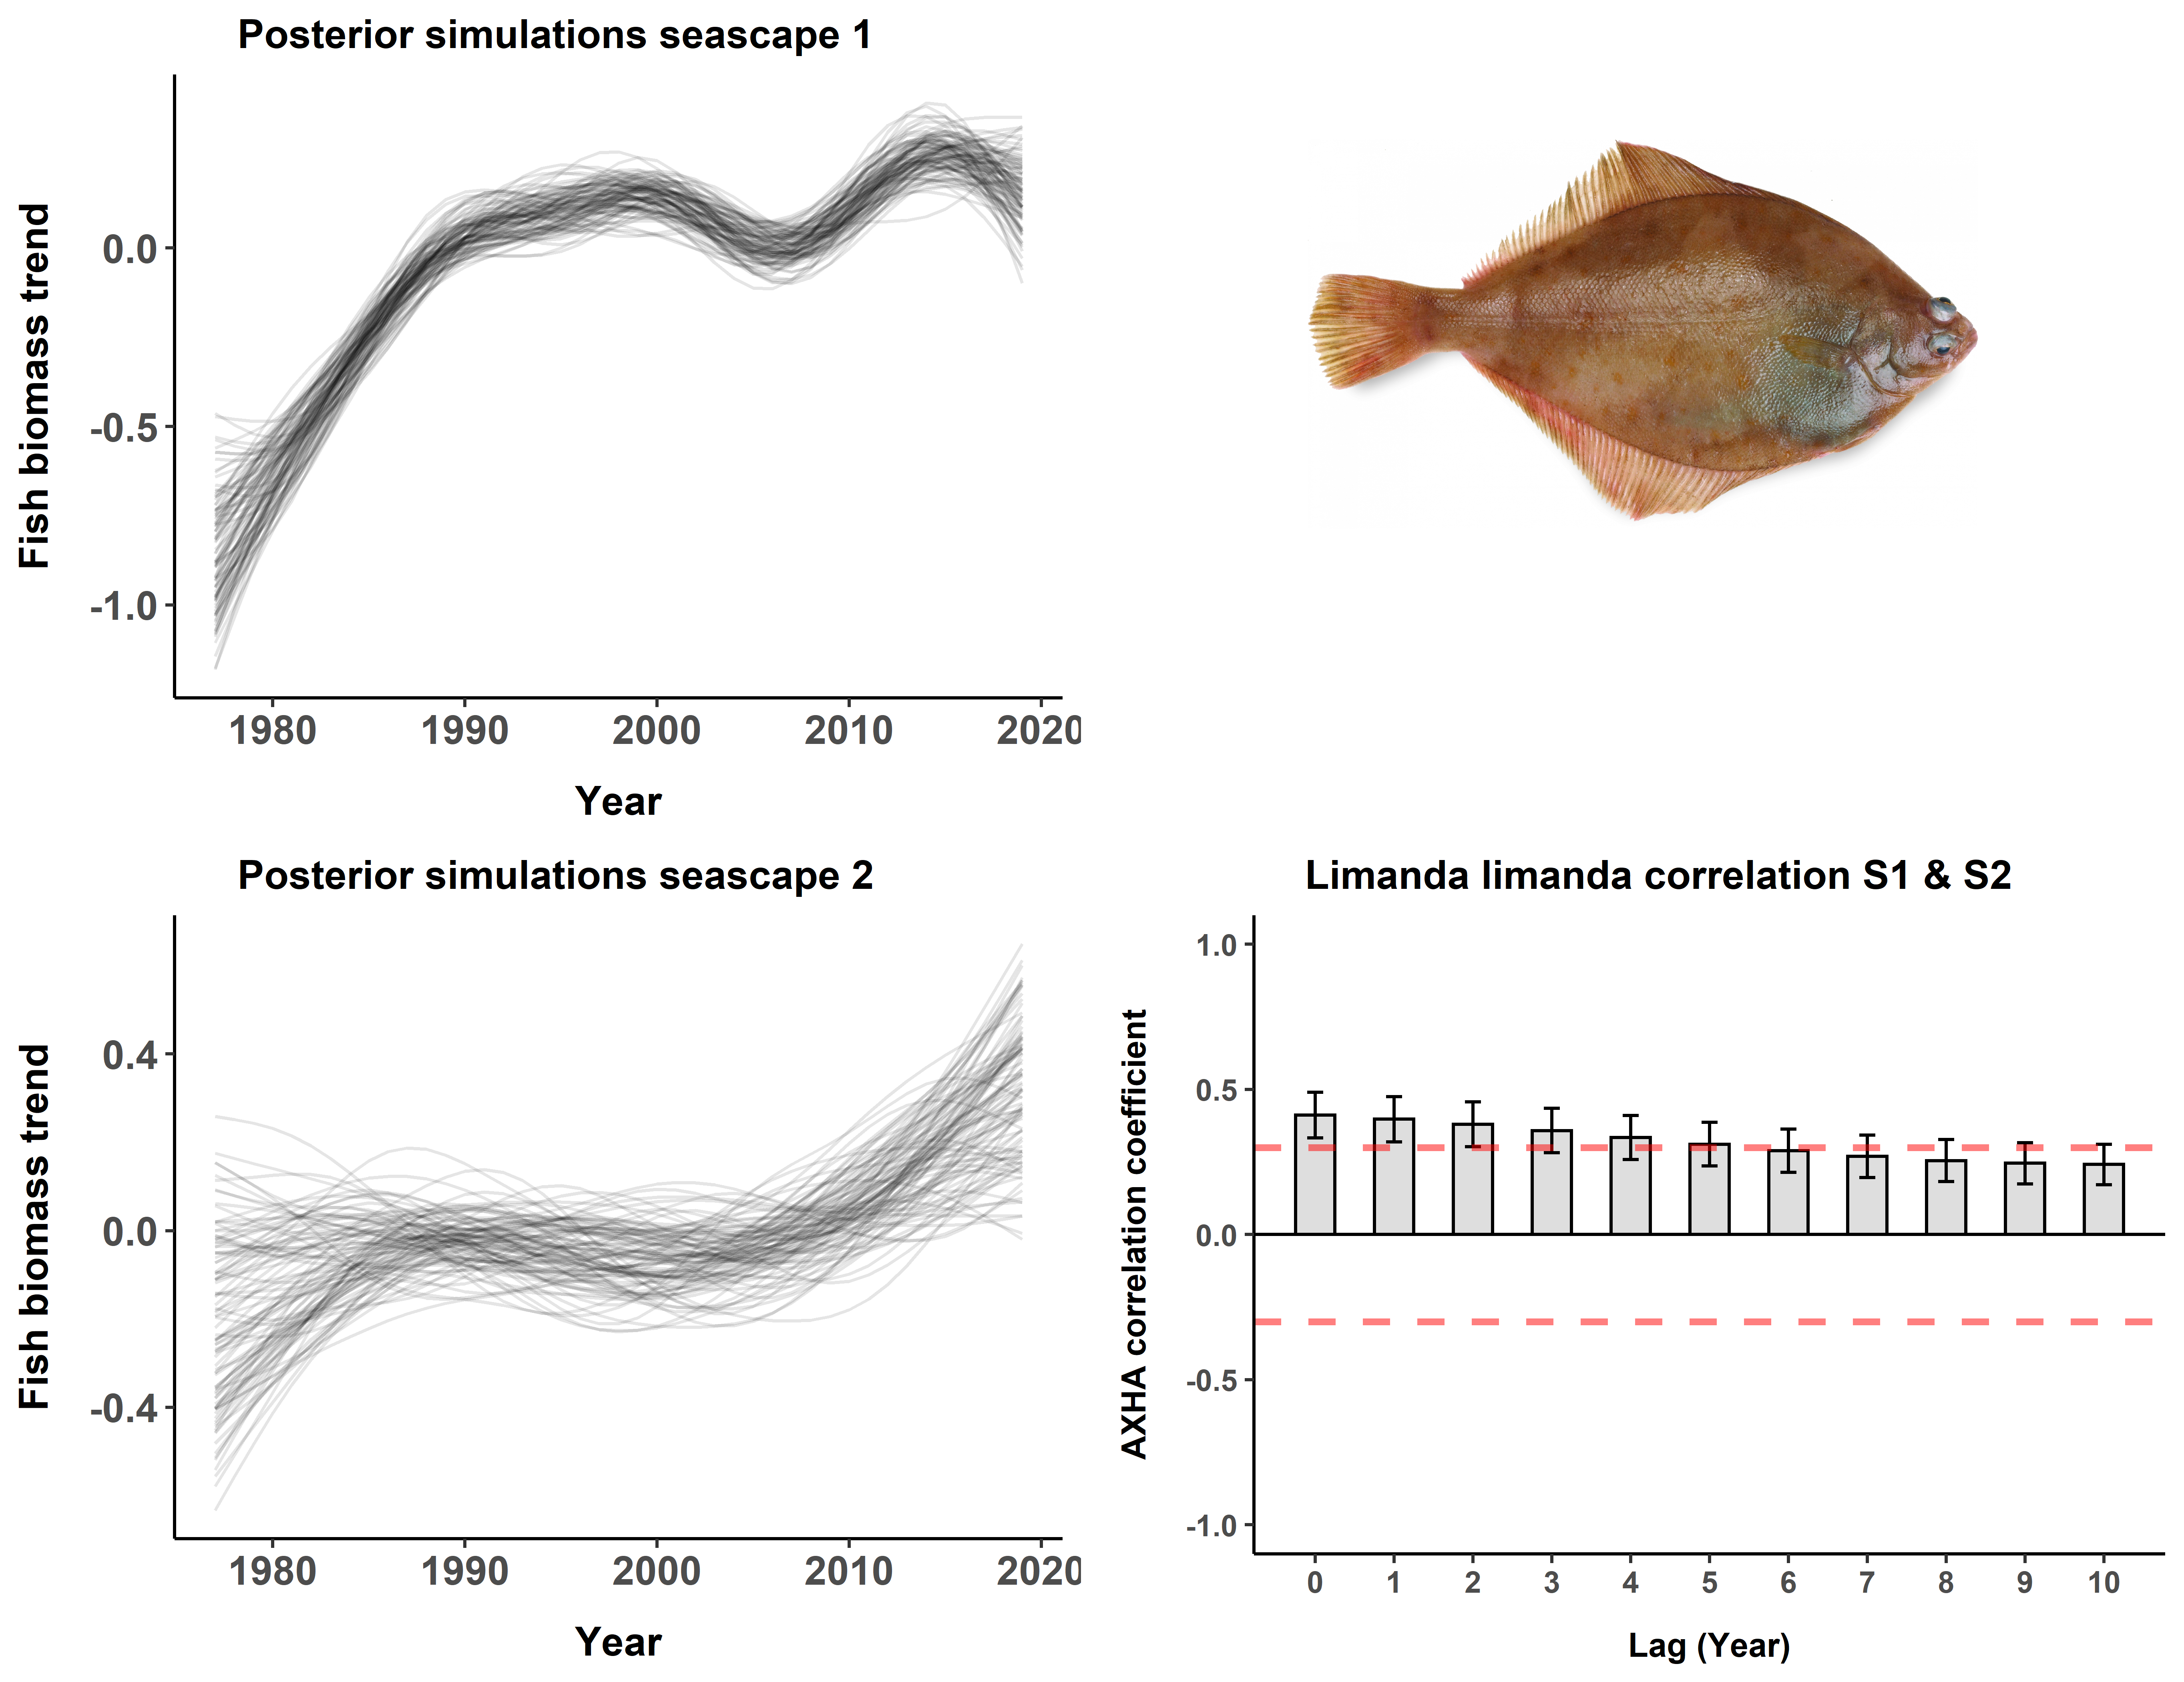 Posterior simulations seascape 1
Fish biomass trend
0.0
-0.5
-1.0
1980 1990 2000 2010 2020
Year
Posterior simulations seascape 2
Fish biomass trend
0.4
0.0
-0.4
1980 1990 2000 2010 2020
Year
Limanda limanda correlation S1 & S2
AXHA correlation coefficient
1.0
0.5
0.0
-0.5
-1.0
0 1 2 3 4 5 6 7 8 9 10
Lag (Year)